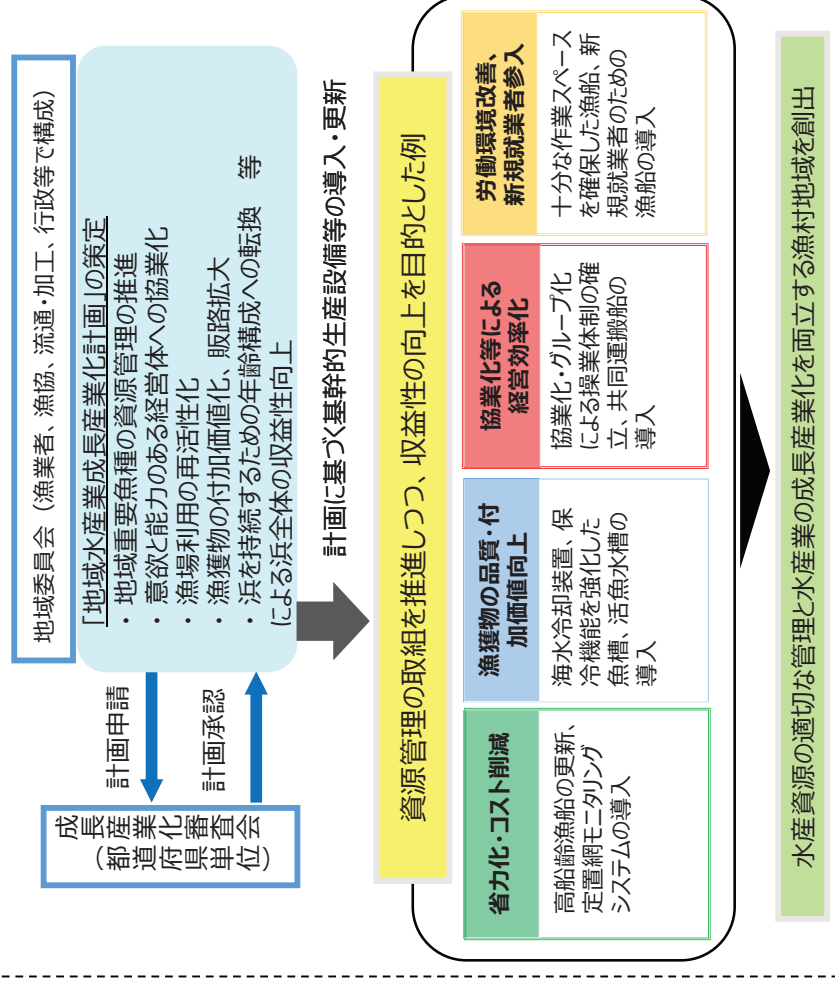 地域委員会（漁業者、漁協、流通・加工、行政等で構成）
「地域水産業成長産業化計画」の策定
・ 地域重要魚種の資源管理の推進
・ 意欲と能力のある経営体への協業化
・ 漁場利用の再活性化
・ 漁獲物の付加価値化、販路拡大
・ 浜を持続するための年齢構成への転換　等
による浜全体の収益性向上
計画申請
計画承認
成長産業化審査会
（都道府県単位）
計画に基づく基幹的生産設備等の導入・更新
資源管理の取組を推進しつつ、収益性の向上を目的とした例
省力化・コスト削減
高船齢漁船の更新、
定置網モニタリング
システムの導入
漁獲物の品質・付
加価値向上
海水冷却装置、保
冷機能を強化した
魚槽、活魚水槽の
導入
協業化等による
経営効率化
協業化・グループ化
による操業体制の確
立、共同運搬船の
導入
労働環境改善、
新規就業者参入
十分な作業スペース
を確保した漁船、新
規就業者のための
漁船の導入
水産資源の適切な管理と水産業の成長産業化を両立する漁村地域を創出